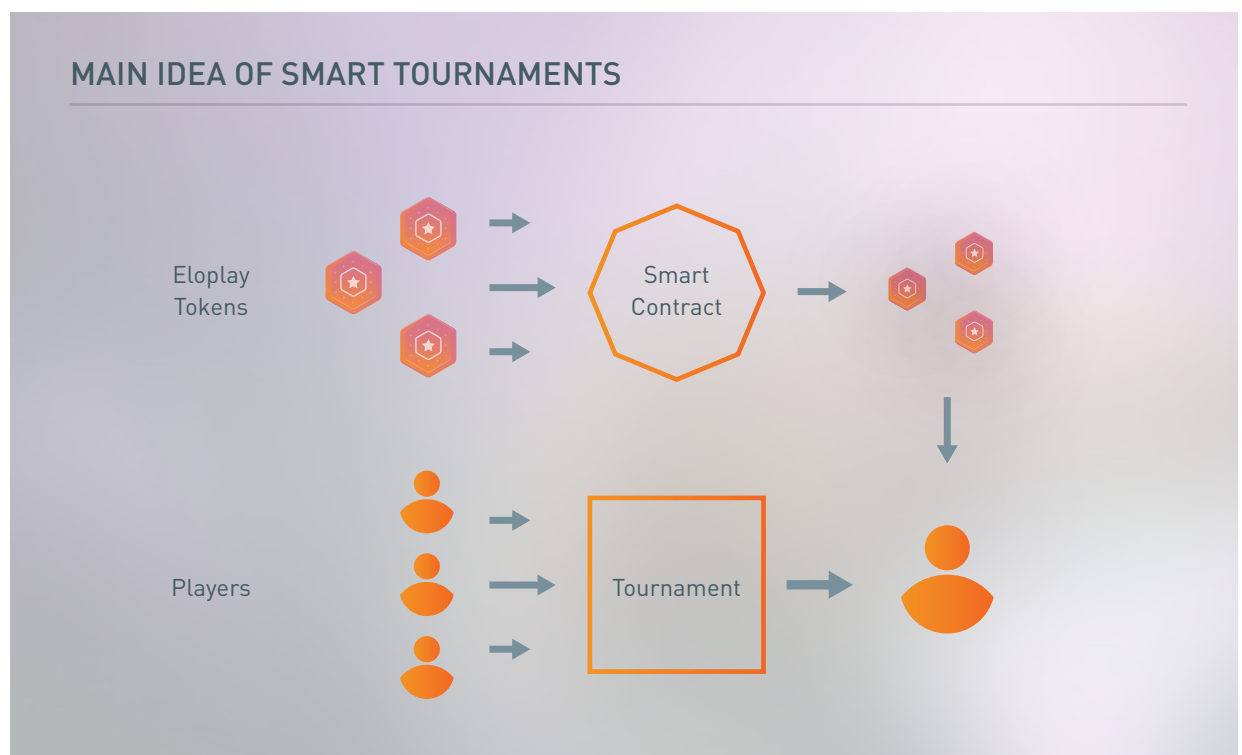 MAIN IDEA OF SMART TOURNAMENTS
Eloplay
Tokens
Smart
Contract
Players
Tournament